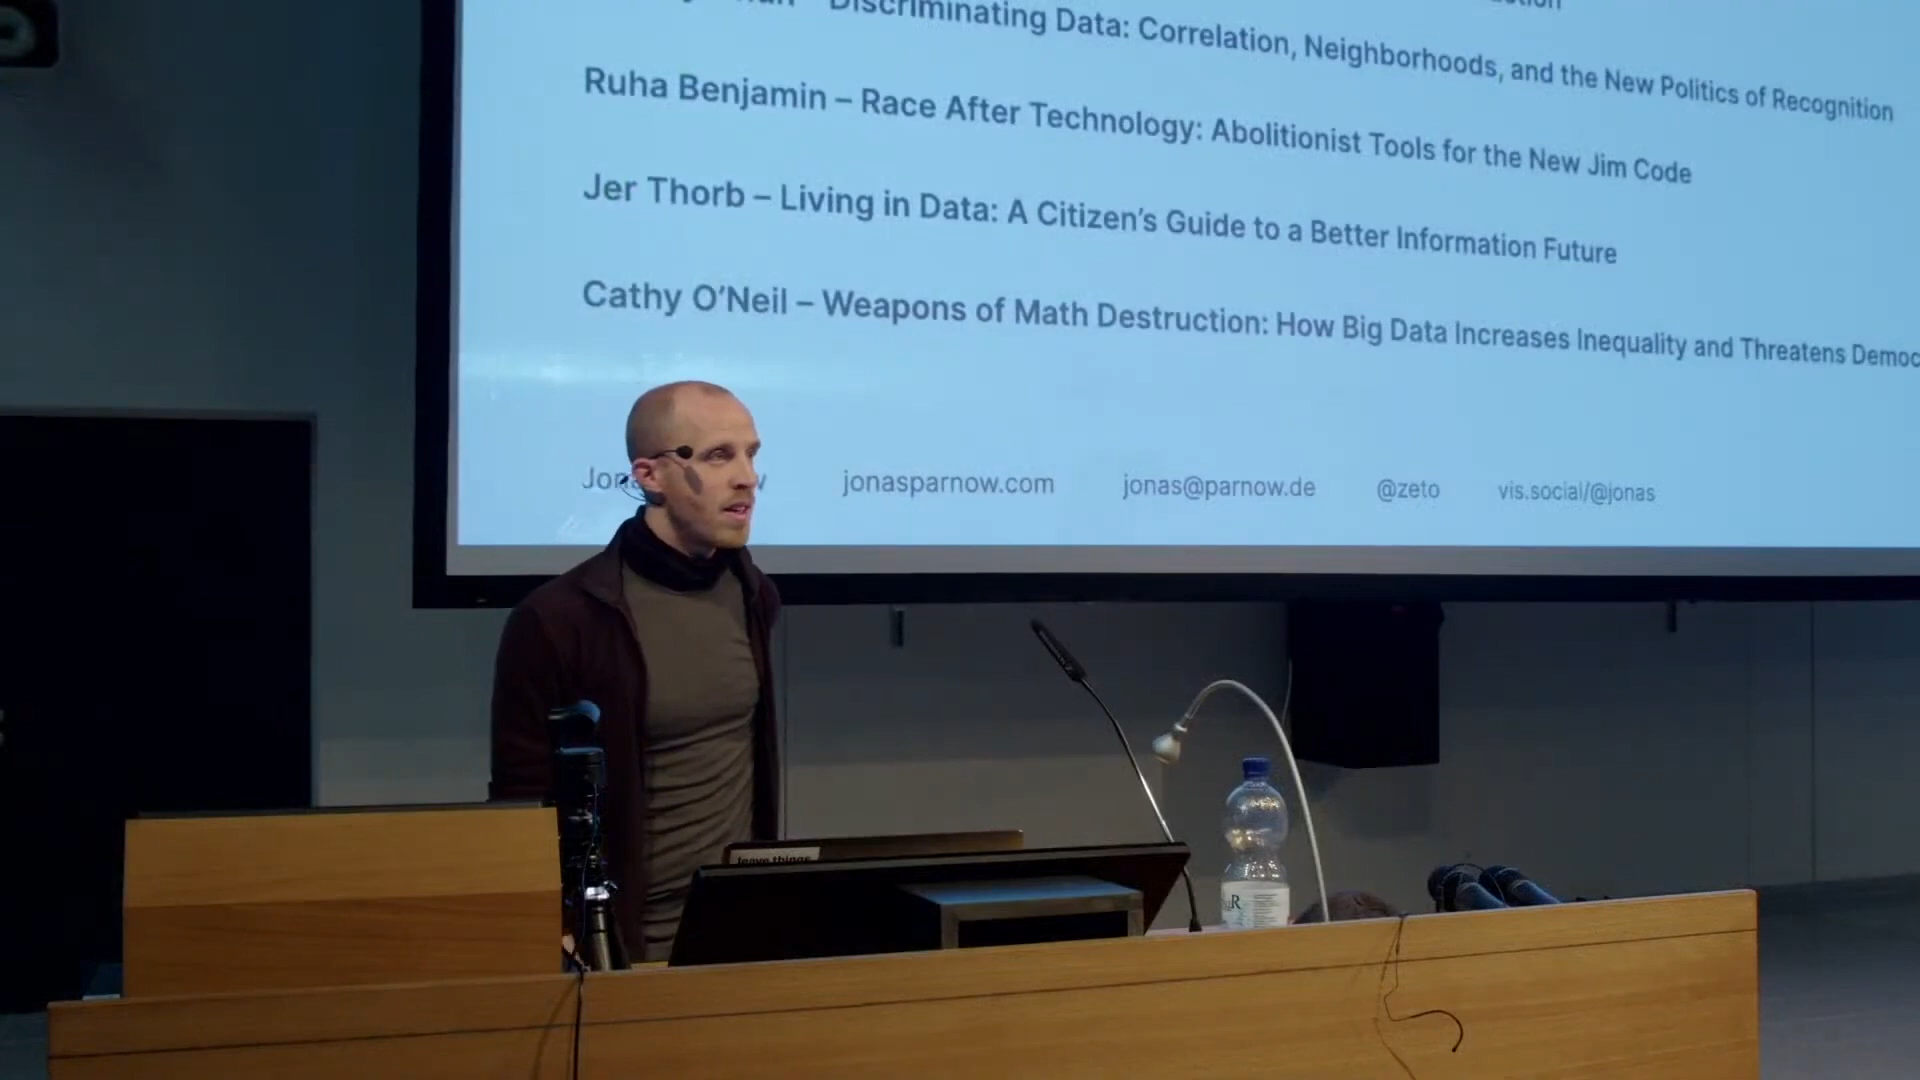 Discriminating Data: Correlation, Neighborhoods, and the New Politics of Recognition
Ruha Benjamin – Race After Technology: Abolitionist Tools for the New Jim Code
Jer Thorb – Living in Data: A Citizen’s Guide to a Better Information Future
Cathy O’Neil – Weapons of Math Destruction: How Big Data Increases Inequality and Threatens Democ
jonasparnow.com jonas@parnow.de @zeto vis.social/@jonas
leave things